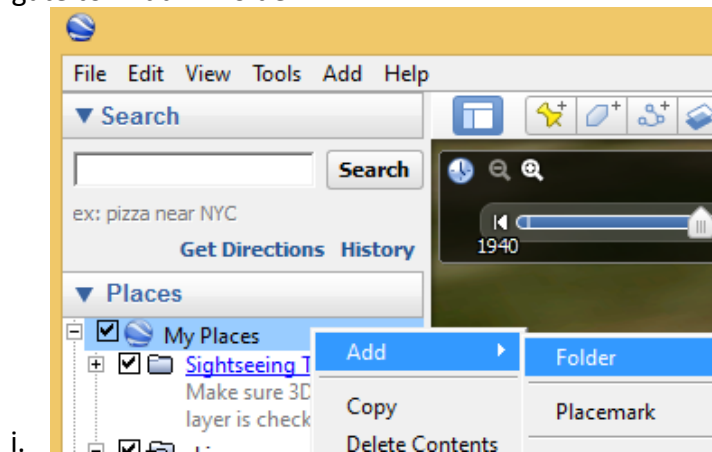 File Edit View Tools Add Help
Search
Search
ex: pizza near NYC
Get Directions History
1940
Places
My Places
Add
Folder
Sightseeing T
Make sure 3D
Copy
Placemark
layer is check
Delete Contents
i.